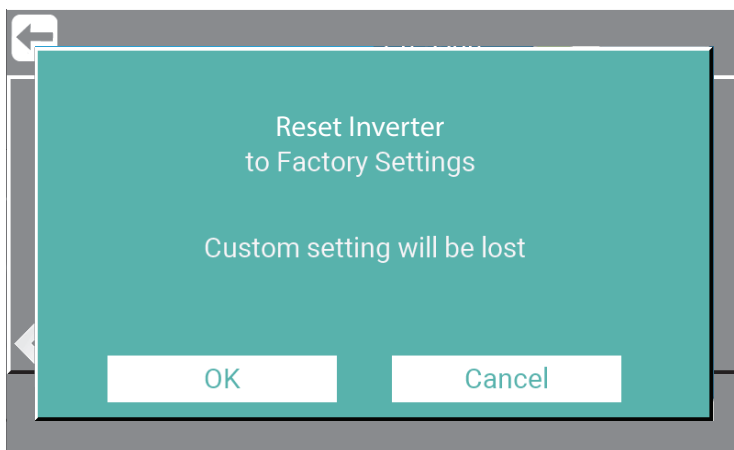 Reset Inverter
to Factory Settings
Custom setting will be lost
OK
Cancel